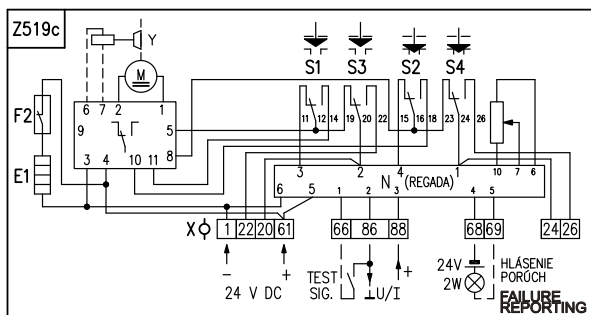 Z519c
Y
S1 S3 S2 S4
M
6 7 2 1
F2
9 5
11 12 14 19 20 22 15 16 18 23 24 26
8
3 4 10 11
E1
3 2 4 1 10 7 6
N (REGADA)
6 5 1 2 3 4 5
X
1 22 20 61 66 86 88 68 69 24 26
− +
24 V DC
TEST
SIG.
⊥U/I
+
24V
2W
HLÁSENIE
PORÚCH
FAILURE
REPORTING